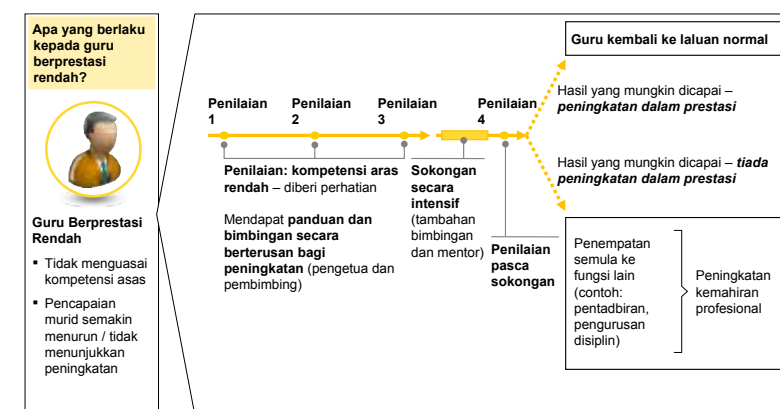 Apa yang berlaku
kepada guru
berprestasi
rendah?
Guru Berprestasi
Rendah
▪ Tidak menguasai
kompetensi asas
▪ Pencapaian
murid semakin
menurun / tidak
menunjukkan
peningkatan
Penilaian
1
Penilaian
2
Penilaian
3
Penilaian
4
Penilaian: kompetensi aras
rendah – diberi perhatian
Mendapat panduan dan
bimbingan secara
berterusan bagi
peningkatan (pengetua dan
pembimbing)
Sokongan
secara
intensif
(tambahan
bimbingan
dan mentor)
Penilaian
pasca
sokongan
Guru kembali ke laluan normal
Hasil yang mungkin dicapai –
peningkatan dalam prestasi
Hasil yang mungkin dicapai – tiada
peningkatan dalam prestasi
Penempatan
semula ke
fungsi lain
(contoh:
pentadbiran,
pengurusan
disiplin)
Peningkatan
kemahiran
profesional